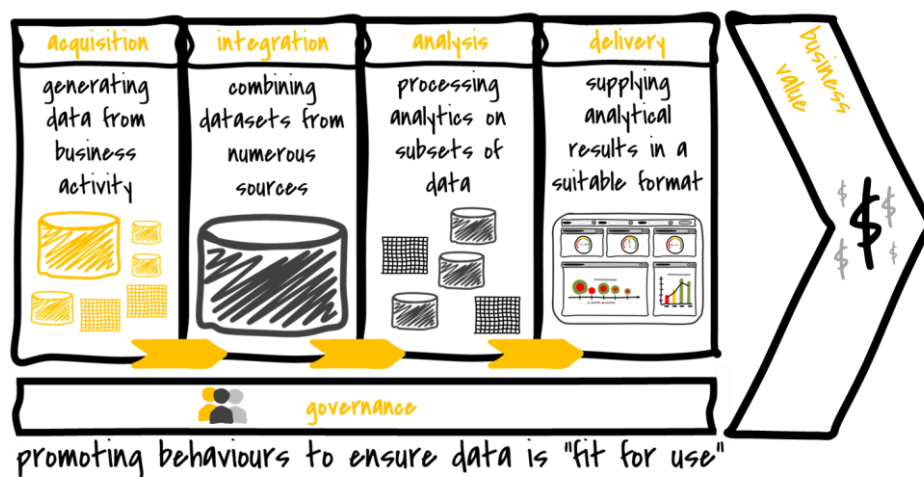 acquisition
generating
data from
business
activity
integration
combining
datasets from
numerous
sources
analysis
processing
analytics on
subsets of
data
delivery
supplying
analytical
results in a
suitable format
business
value
$ $ $ $ $
governance
promoting behaviours to ensure data is "fit for use"